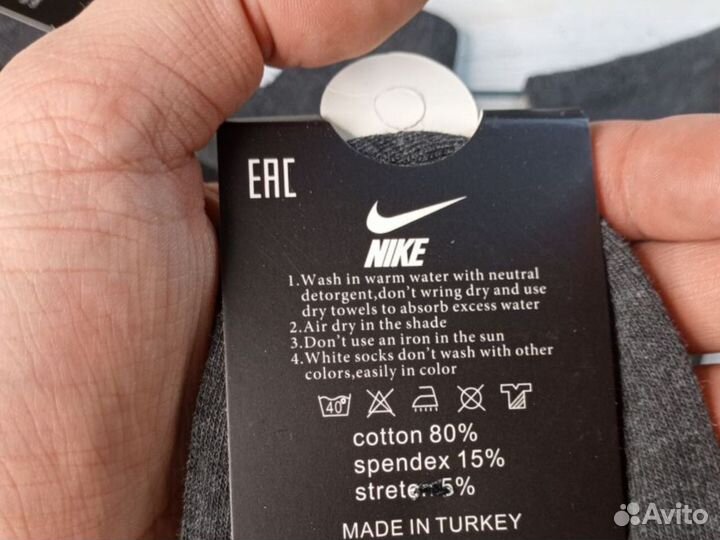 EAC
NIKE
1.Wash in warm water with neutral
detorgent,don't wring dry and use
dry towels to absorb excess water
2.Air dry in the shade
3.Don't use an iron in the sun
4.White socks don't wash with other
colors,easily in color
40°
cotton 80%
spendex 15%
5%
MADE IN TURKEY
Avito